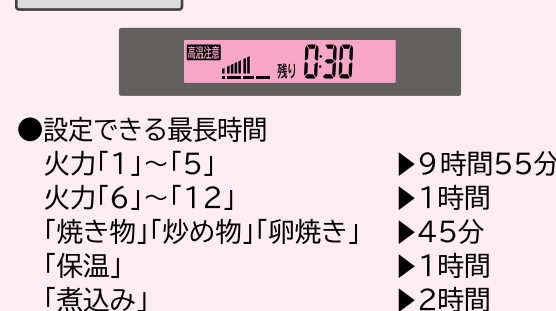 高温注意
残り 0:30
●設定できる最長時間
火力「1」～「5」 ▶9時間55分
火力「6」～「12」 ▶1時間
「焼き物」「炒め物」「卵焼き」 ▶45分
「保温」 ▶1時間
「煮込み」 ▶2時間